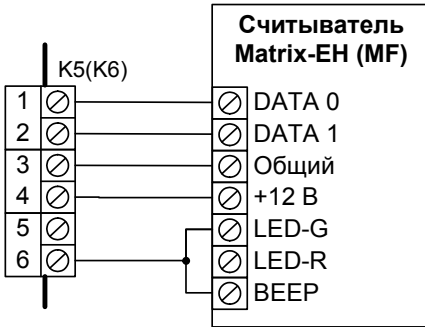 Считыватель
Matrix-EH (MF)
K5(K6)
1 DATA 0
2 DATA 1
3 Общий
4 +12 В
5 LED-G
6 LED-R
BEEP